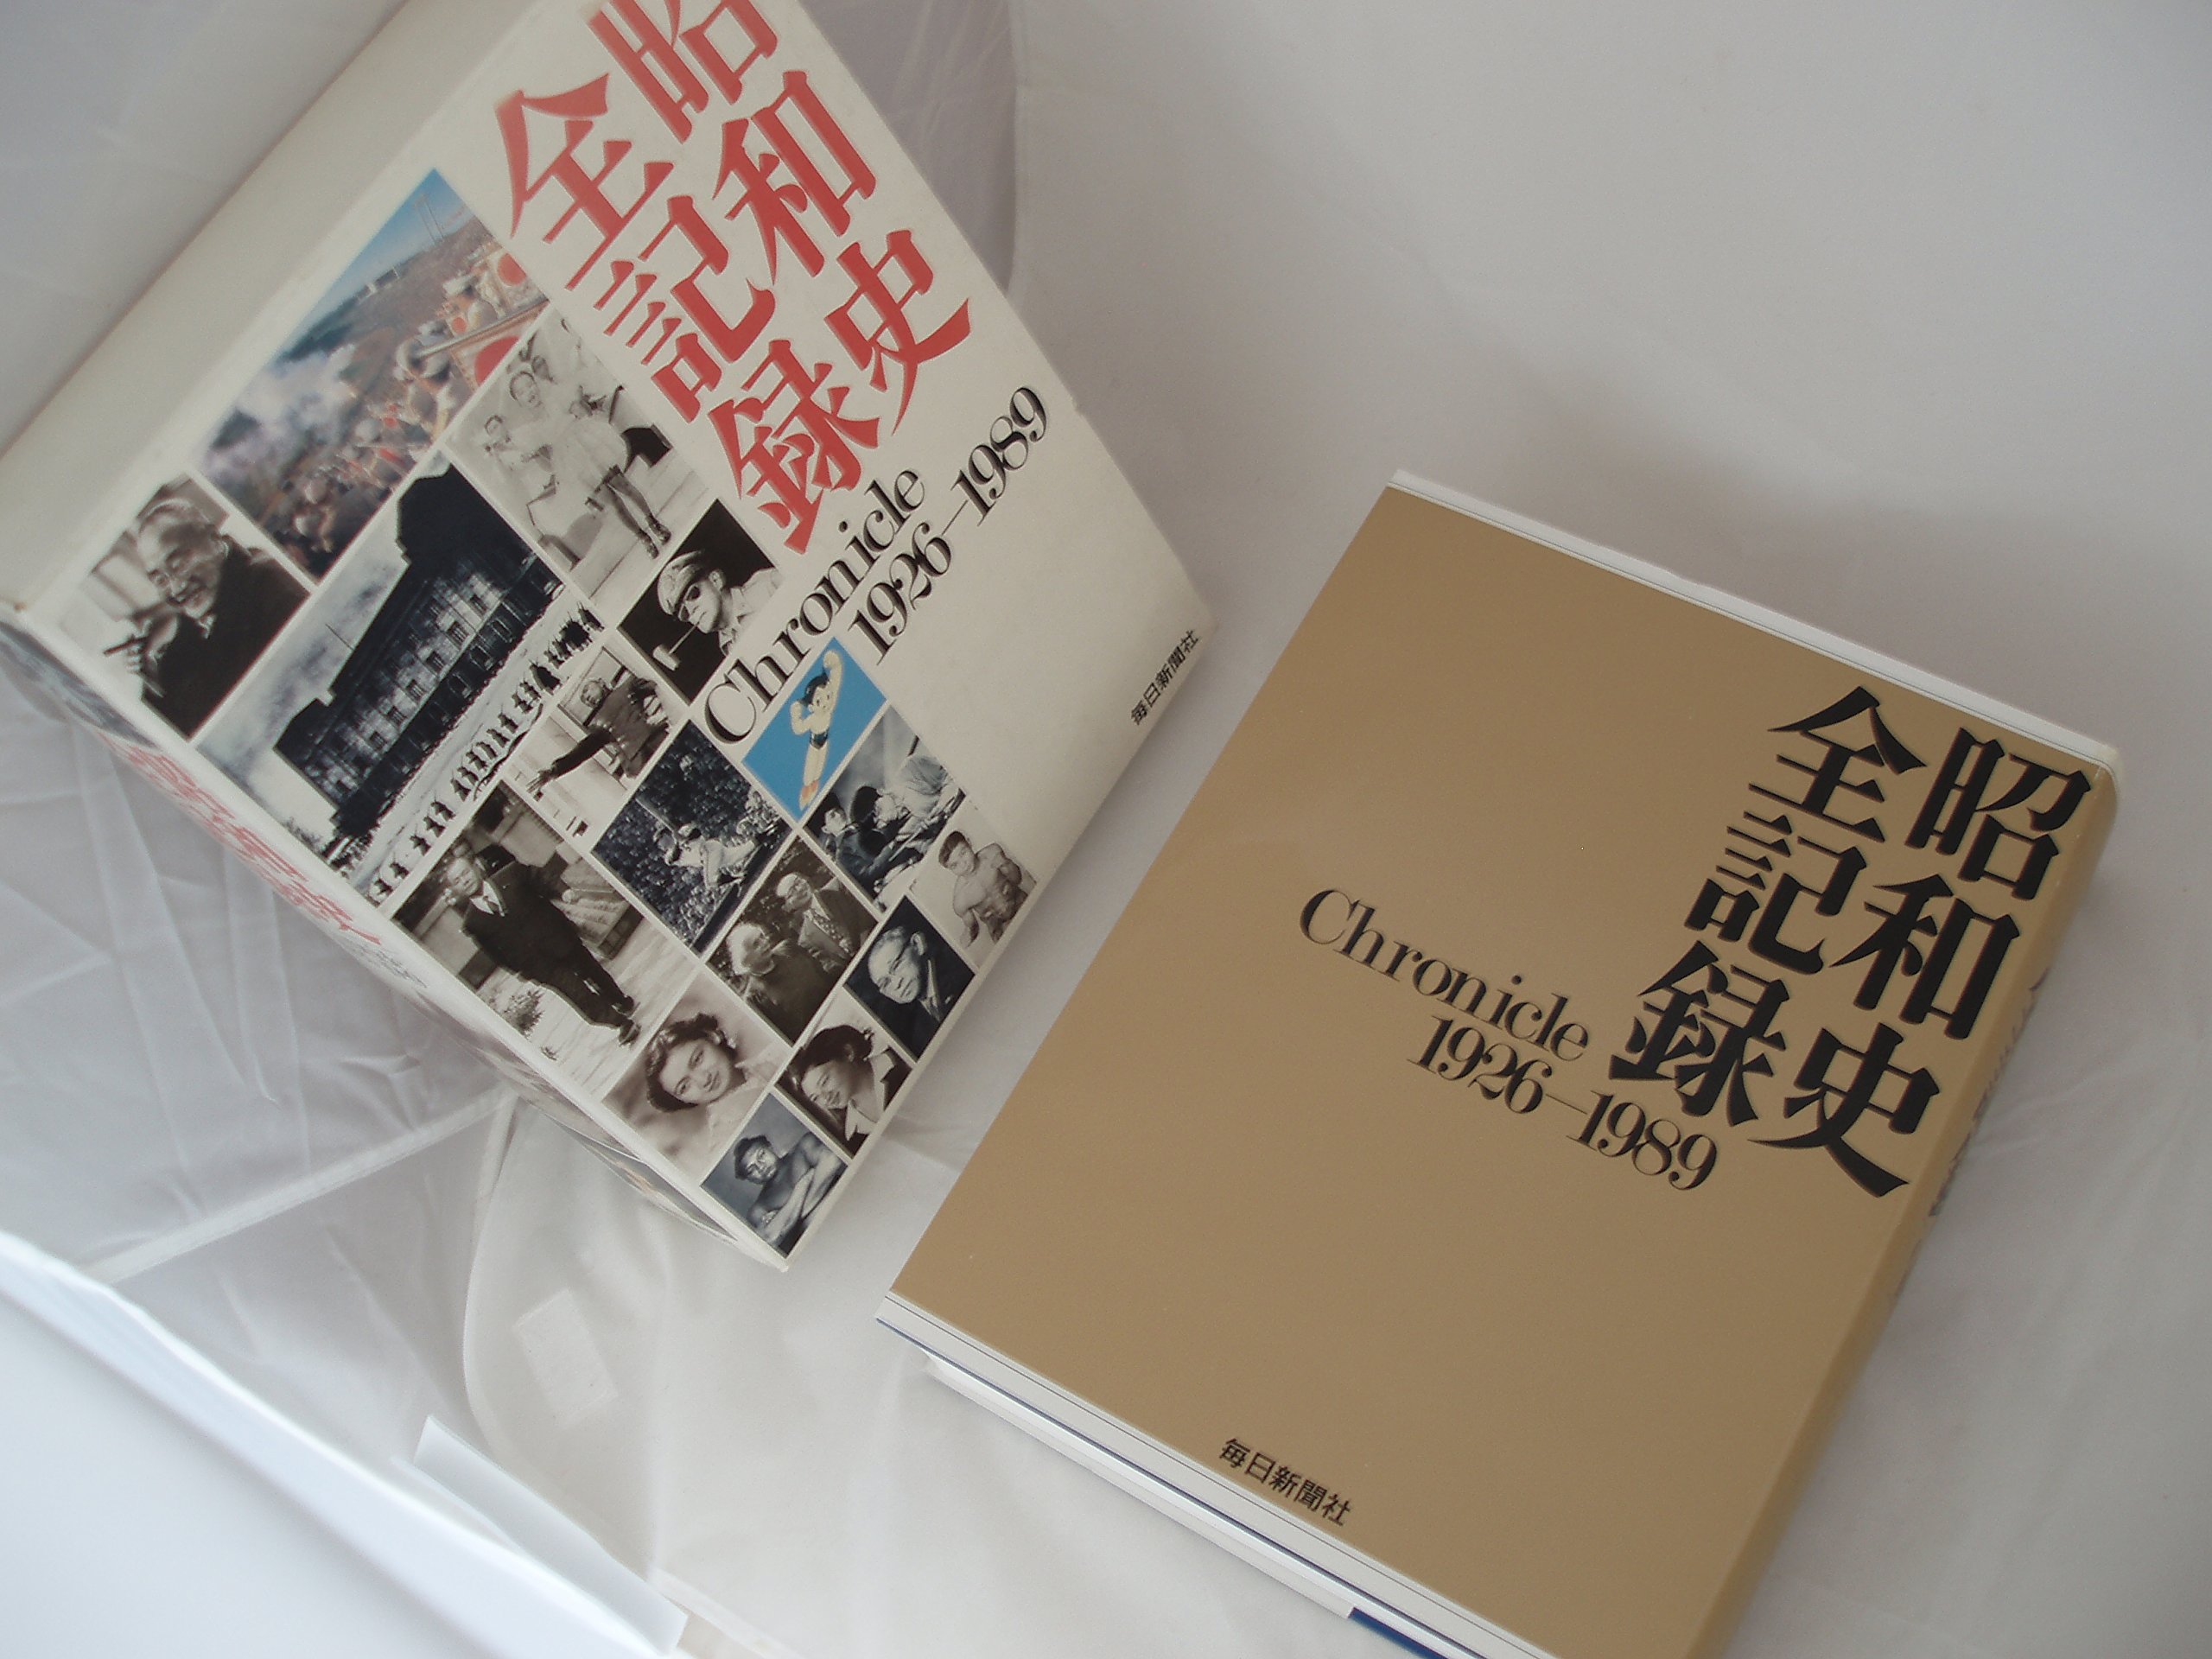 昭和史
全記録
Chronicle
1926—1989
毎日新聞社
昭和史
全記録
Chronicle
1926—1989
毎日新聞社